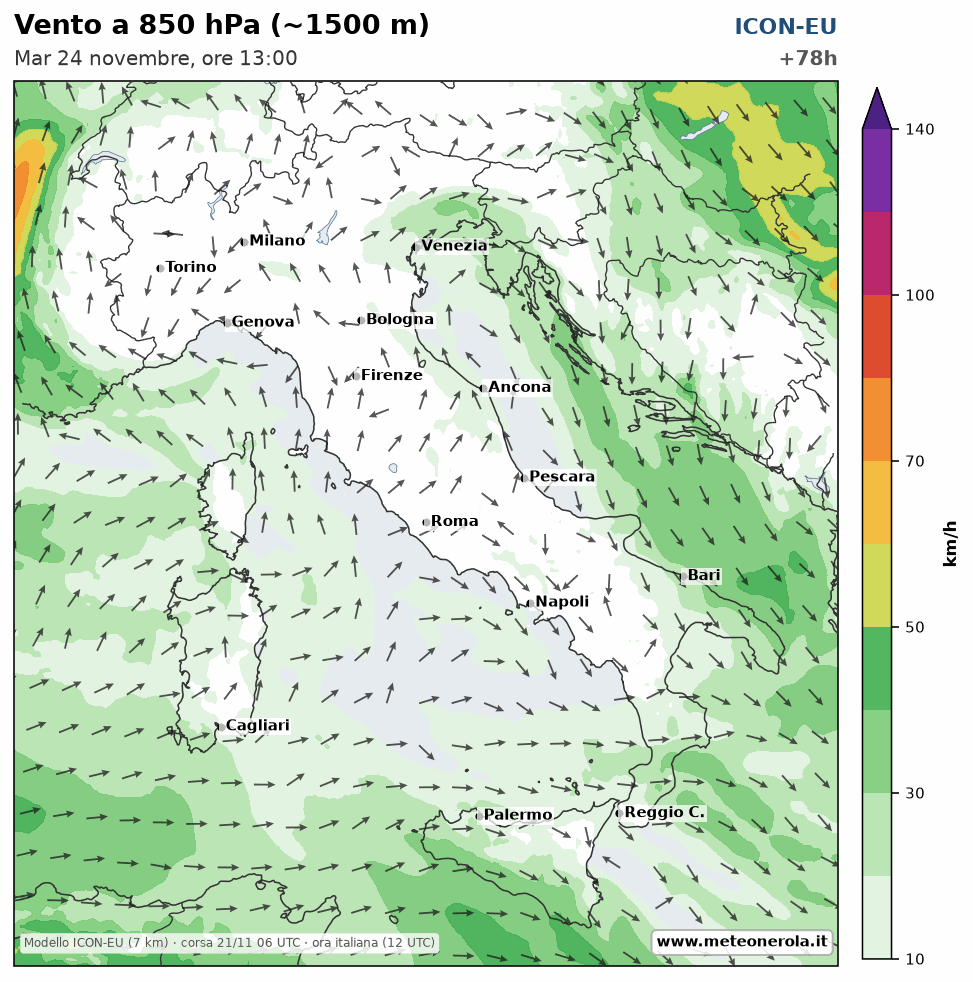 Vento a 850 hPa (~1500 m)
ICON-EU
Mar 24 novembre, ore 13:00
+78h
Milano
Venezia
Torino
Genova
Bologna
Firenze
Ancona
Pescara
Roma
Bari
Napoli
Cagliari
Palermo
Reggio C.
140
100
70
50
30
10
km/h
Modello ICON-EU (7 km) · corsa 21/11 06 UTC · ora italiana (12 UTC)
www.meteonerola.it